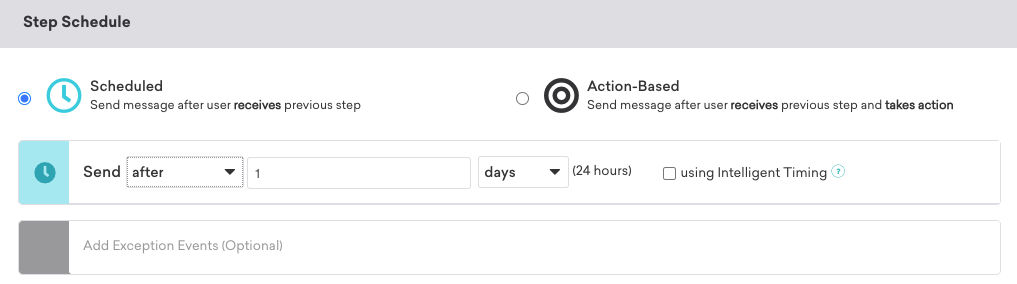 Step Schedule
Scheduled
Send message after user receives previous step
Action-Based
Send message after user receives previous step and takes action
Send after 1 days (24 hours) using Intelligent Timing ?
Add Exception Events (Optional)